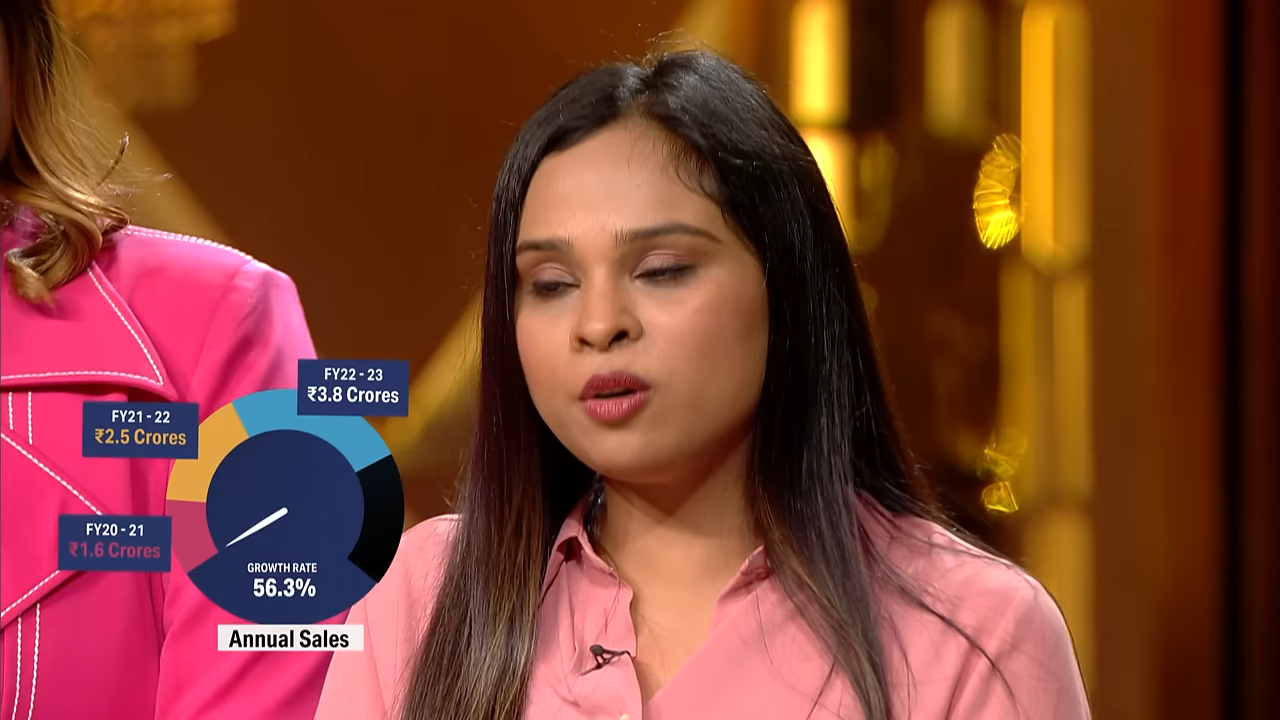 FY22 - 23
₹3.8 Crores
FY21 - 22
₹2.5 Crores
FY20 - 21
₹1.6 Crores
GROWTH RATE
56.3%
Annual Sales